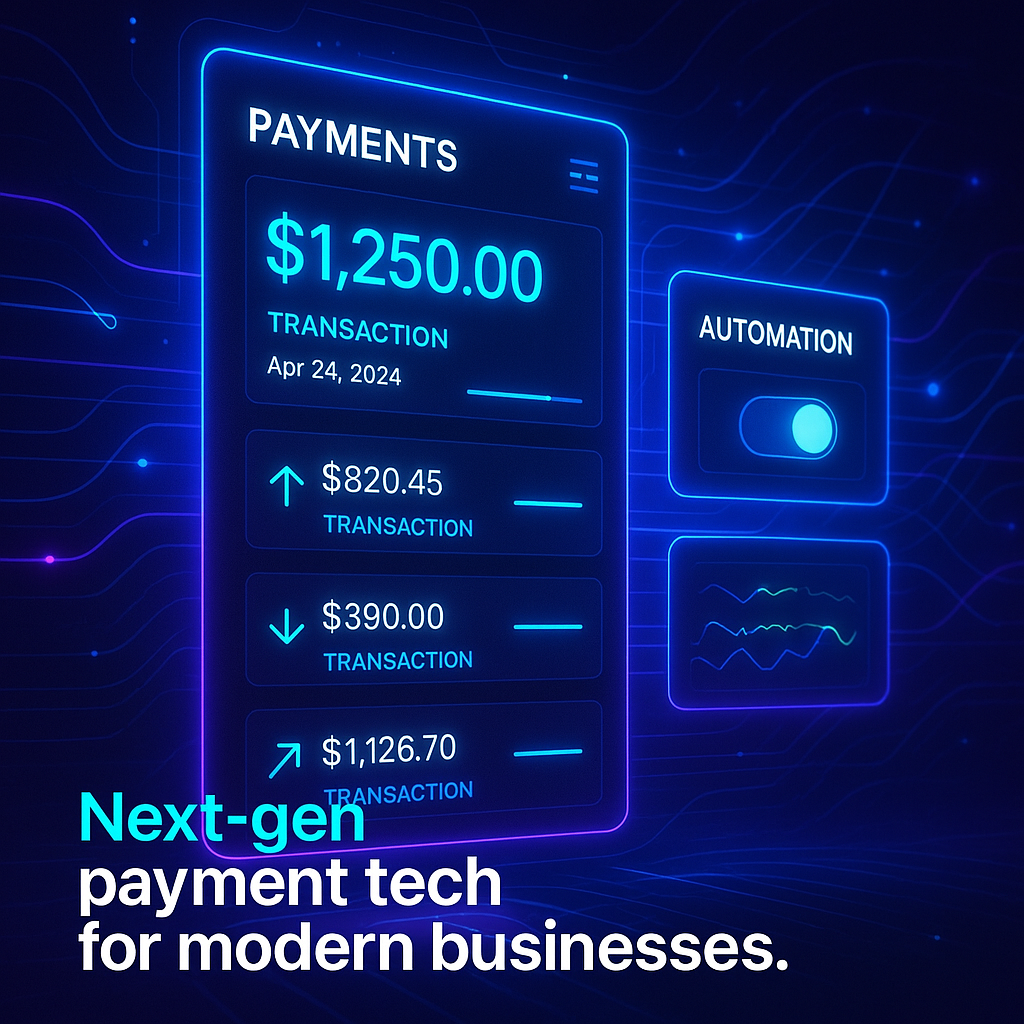 PAYMENTS
$1,250.00
TRANSACTION
Apr 24, 2024
$820.45
TRANSACTION
$390.00
TRANSACTION
$1,126.70
TRANSACTION
AUTOMATION
Next-gen
payment tech
for modern businesses.